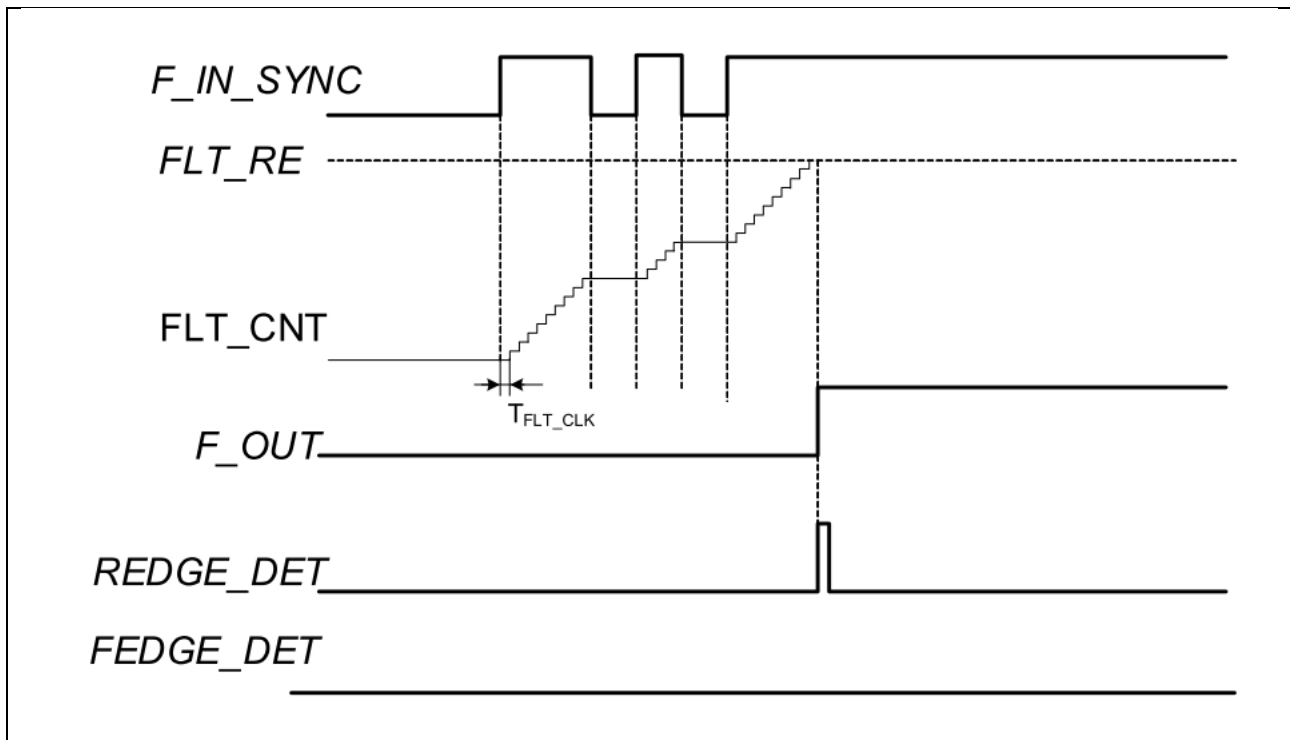 F_IN_SYNC
FLT_RE
FLT_CNT
TFLT_CLK
F_OUT
REDGE_DET
FEDGE_DET